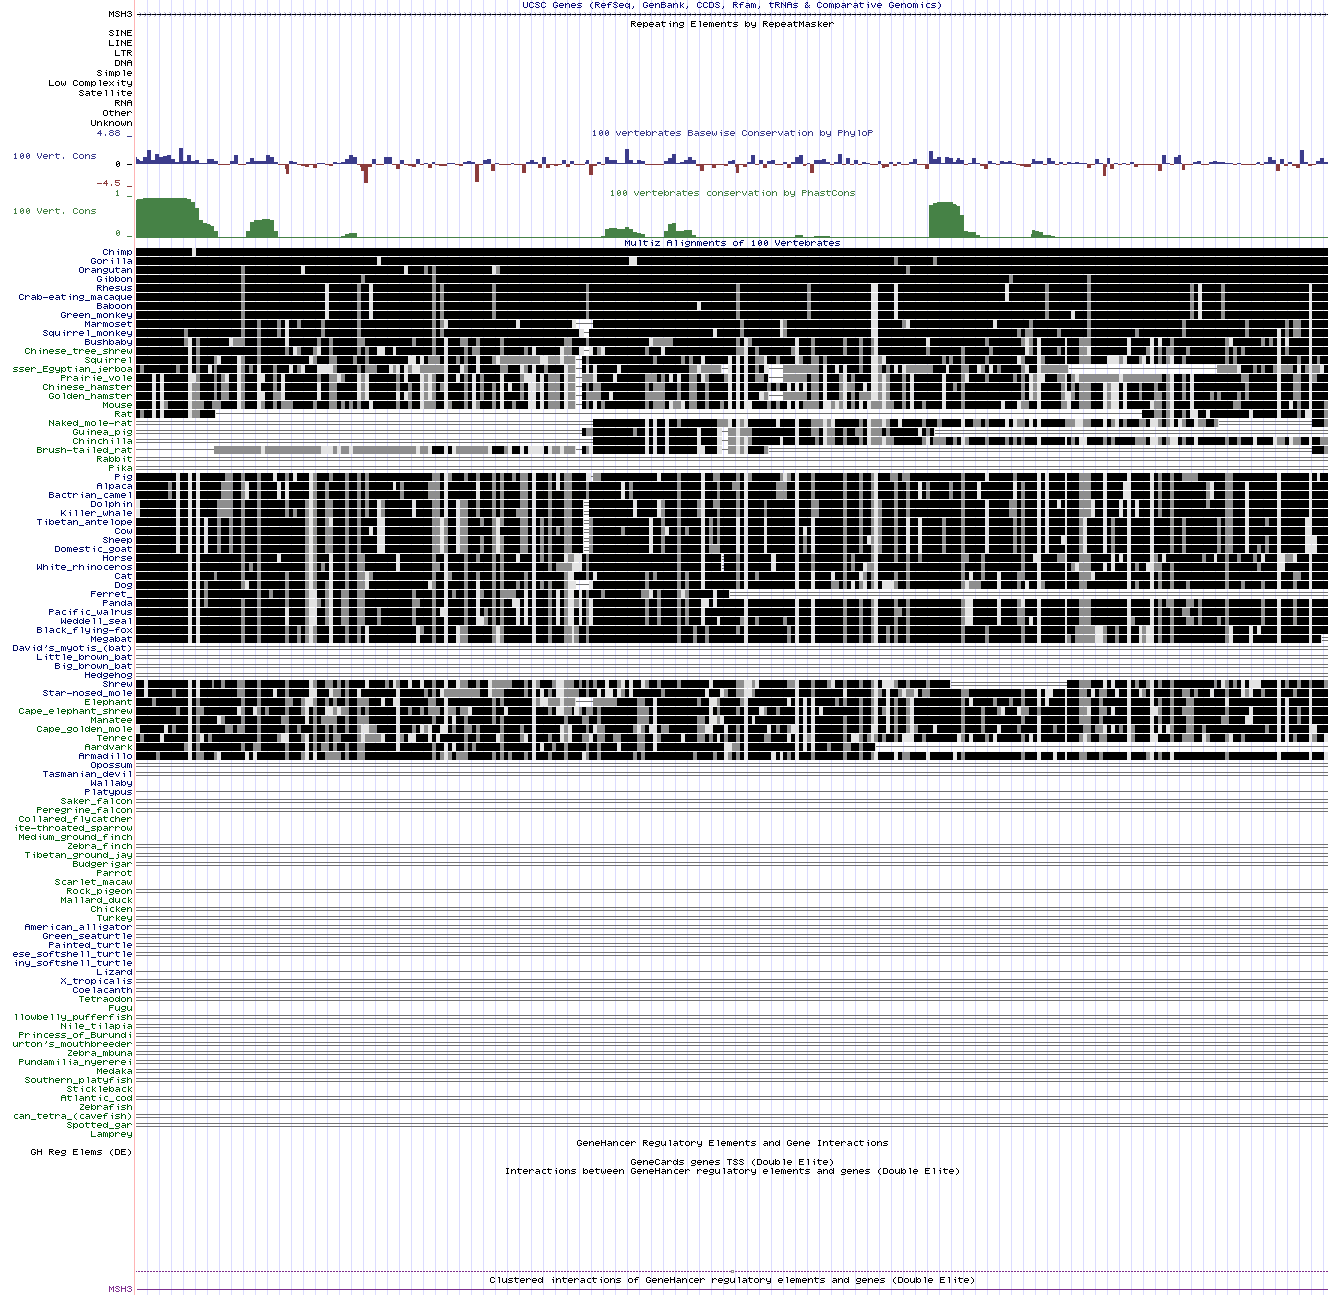 UCSC Genes (RefSeq, GenBank, CCDS, Rfam, tRNAs & Comparative Genomics)
MSH3
Repeating Elements by RepeatMasker
SINE
LINE
LTR
DNA
Simple
Low Complexity
Satellite
RNA
Other
Unknown
4.88 _
100 vertebrates Basewise Conservation by PhyloP
100 Vert. Cons
0 -
-4.5 _
1 _
100 vertebrates conservation by PhastCons
100 Vert. Cons
0 _
Multiz Alignments of 100 Vertebrates
Chimp
Gorilla
Orangutan
Gibbon
Rhesus
Crab-eating_macaque
Baboon
Green_monkey
Marmoset
Squirrel_monkey
Bushbaby
Chinese_tree_shrew
Squirrel
sser_Egyptian_jerboa
Prairie_vole
Chinese_hamster
Golden_hamster
Mouse
Rat
Naked_mole-rat
Guinea_pig
Chinchilla
Brush-tailed_rat
Rabbit
Pika
Pig
Alpaca
Bactrian_camel
Dolphin
Killer_whale
Tibetan_antelope
Cow
Sheep
Domestic_goat
Horse
White_rhinoceros
Cat
Dog
Ferret_
Panda
Pacific_walrus
Weddell_seal
Black_flying-fox
Megabat
David's_myotis_(bat)
Little_brown_bat
Big_brown_bat
Hedgehog
Shrew
Star-nosed_mole
Elephant
Cape_elephant_shrew
Manatee
Cape_golden_mole
Tenrec
Aardvark
Armadillo
Opossum
Tasmanian_devil
Wallaby
Platypus
Saker_falcon
Peregrine_falcon
Collared_flycatcher
ite-throated_sparrow
Medium_ground_finch
Zebra_finch
Tibetan_ground_jay
Budgerigar
Parrot
Scarlet_macaw
Rock_pigeon
Mallard_duck
Chicken
Turkey
American_alligator
Green_seaturtle
Painted_turtle
ese_softshell_turtle
iny_softshell_turtle
Lizard
X_tropicalis
Coelacanth
Tetraodon
Fugu
llowbelly_pufferfish
Nile_tilapia
Princess_of_Burundi
urton's_mouthbreeder
Zebra_mbuna
Pundamilia_nyererei
Medaka
Southern_platyfish
Stickleback
Atlantic_cod
Zebrafish
can_tetra_(cavefish)
Spotted_gar
Lamprey
GeneHancer Regulatory Elements and Gene Interactions
GH Reg Elems (DE)
GeneCards genes TSS (Double Elite)
Interactions between GeneHancer regulatory elements and genes (Double Elite)
Clustered interactions of GeneHancer regulatory elements and genes (Double Elite)
MSH3